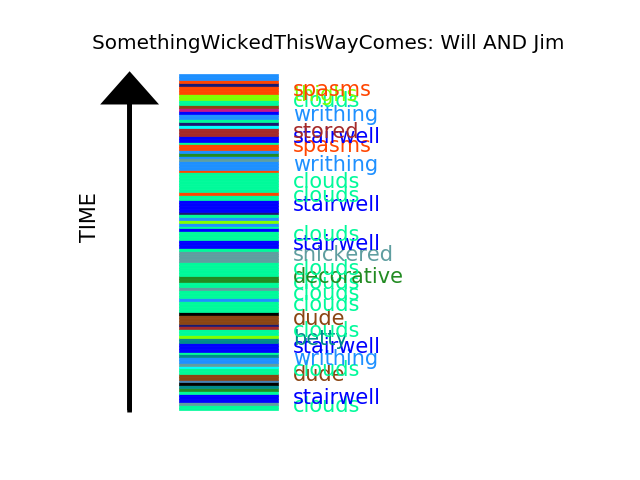 SomethingWickedThisWayComes: Will AND Jim
spasms
clouds
writhing
stored
stairwell
spasms
writhing
clouds
clouds
stairwell
clouds
stairwell
snickered
clouds
decorative
clouds
clouds
clouds
dude
clouds
betty
stairwell
writhing
clouds
dude
stairwell
clouds
TIME